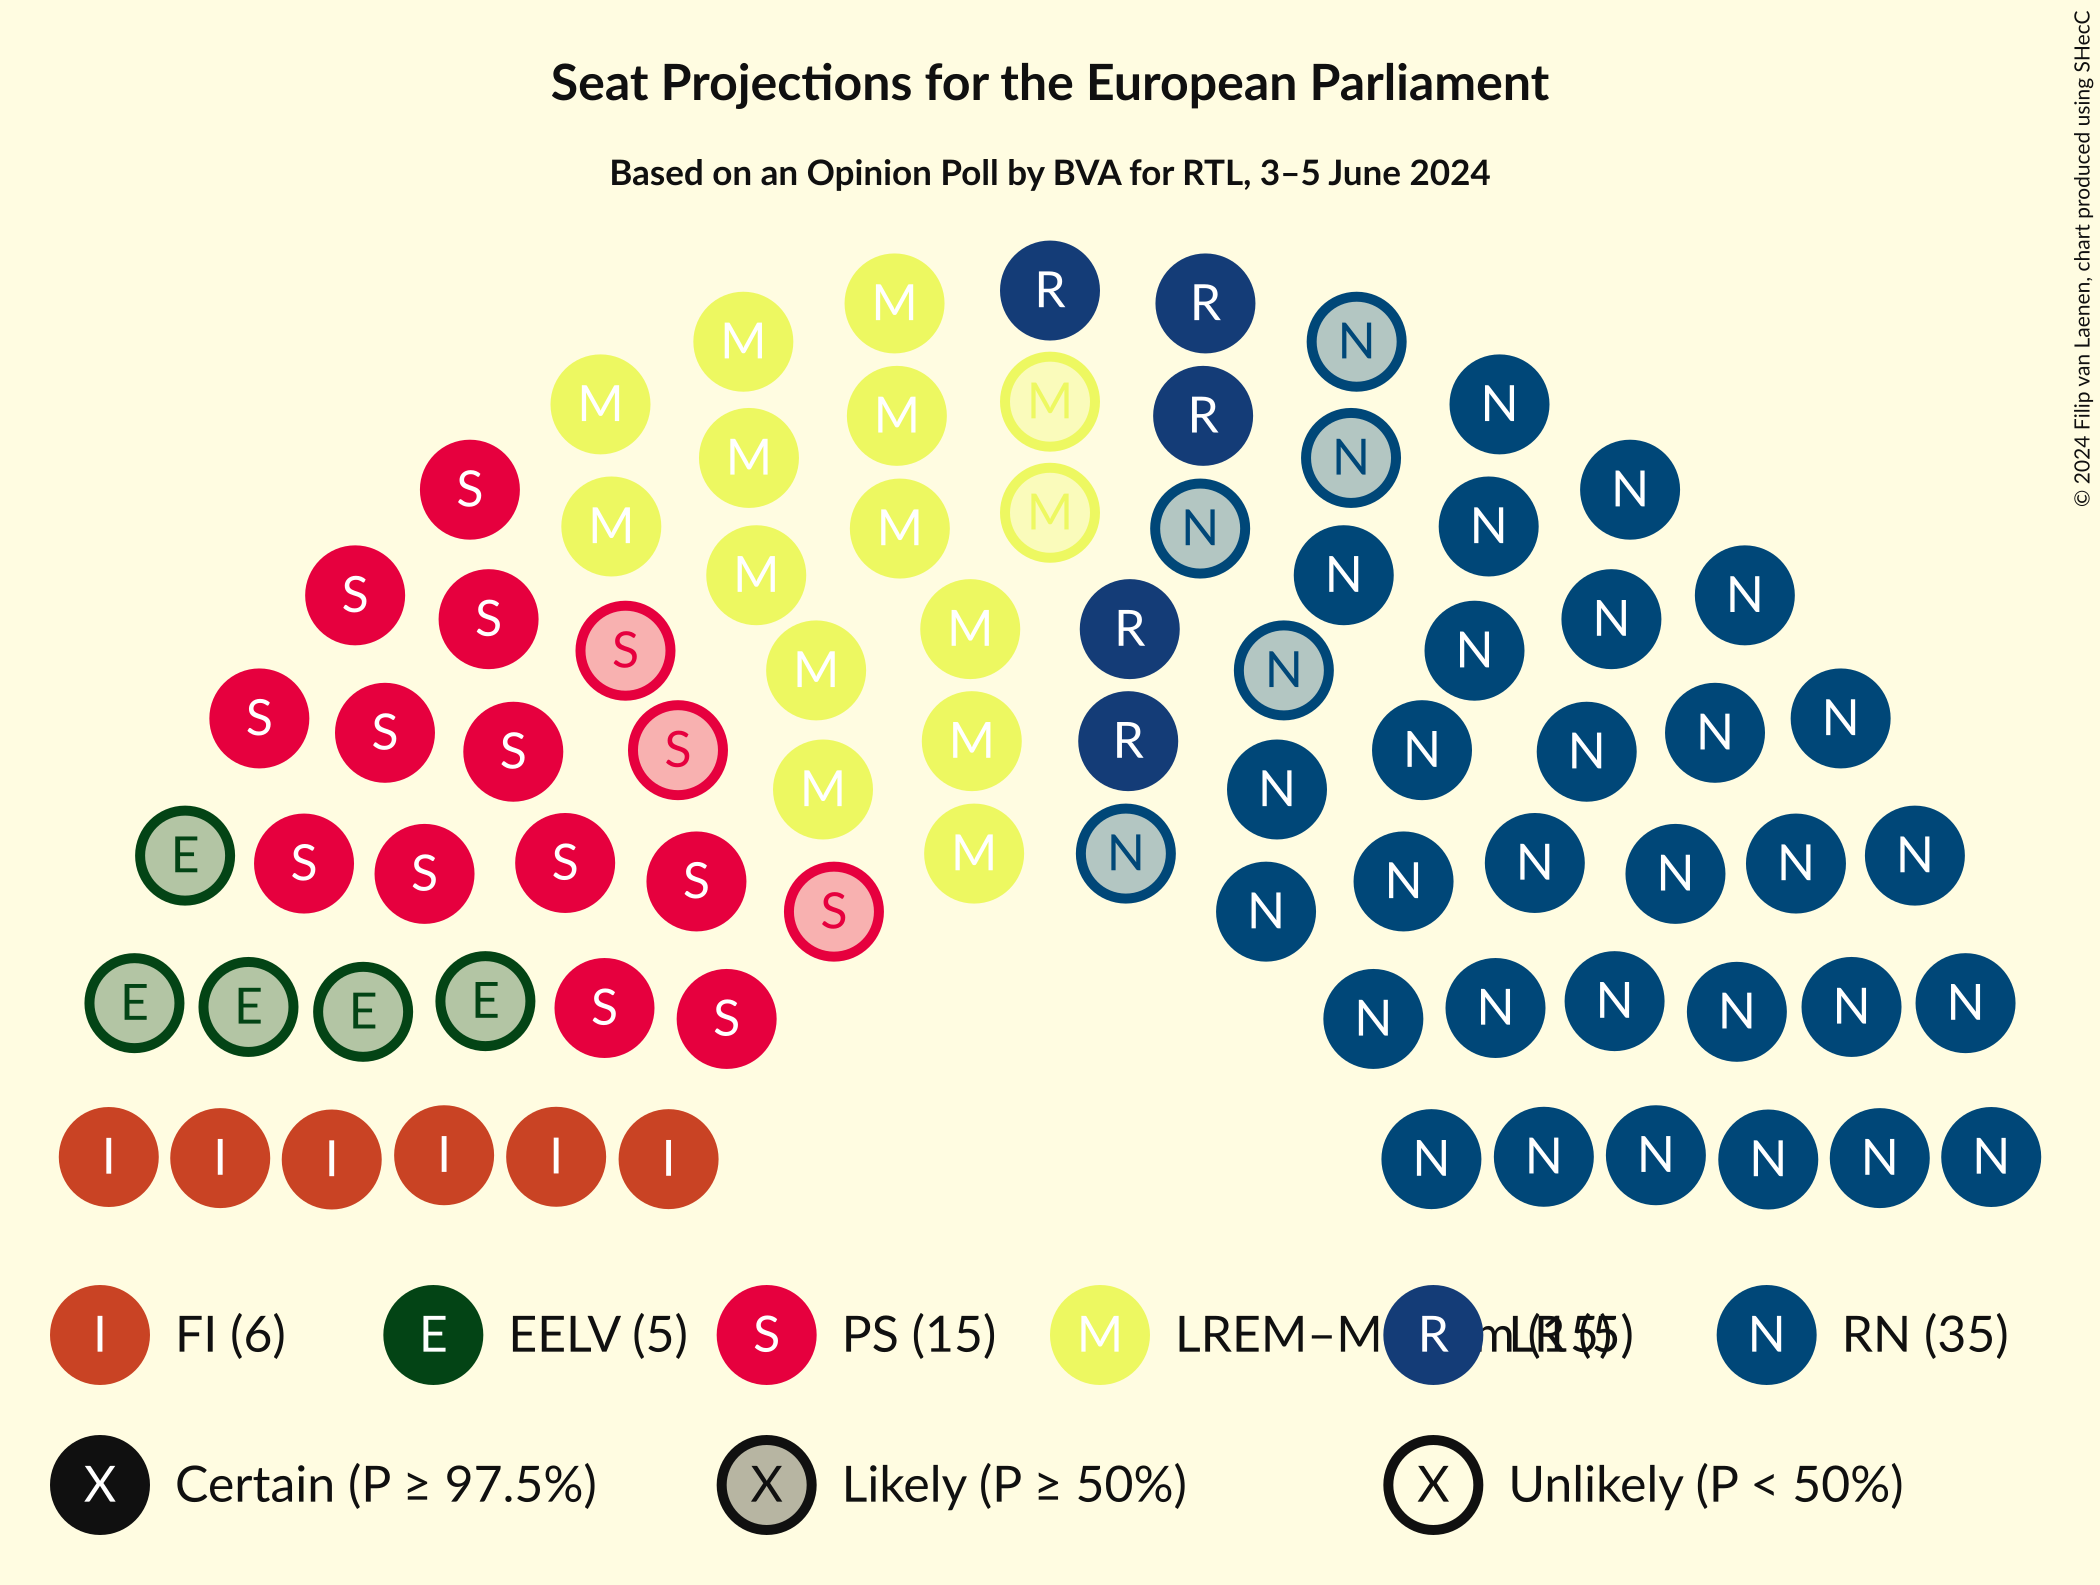 Seat Projections for the European Parliament
Based on an Opinion Poll by BVA for RTL, 3–5 June 2024
© 2024 Filip van Laenen, chart produced using SHecC
M R R
M N
M M M R N N
S M M N N
M M N N
S S M N N N
S M M R N N
M N
S S S S M R N N N N
M N
E S S S S M N N N N N N
S N
E E E E S S N N N N N N
I I I I I I N N N N N N
I FI (6) E EELV (5) S PS (15) M LREM–M R LR (5) N RN (35)
X Certain (P ≥ 97.5%) X Likely (P ≥ 50%) X Unlikely (P < 50%)